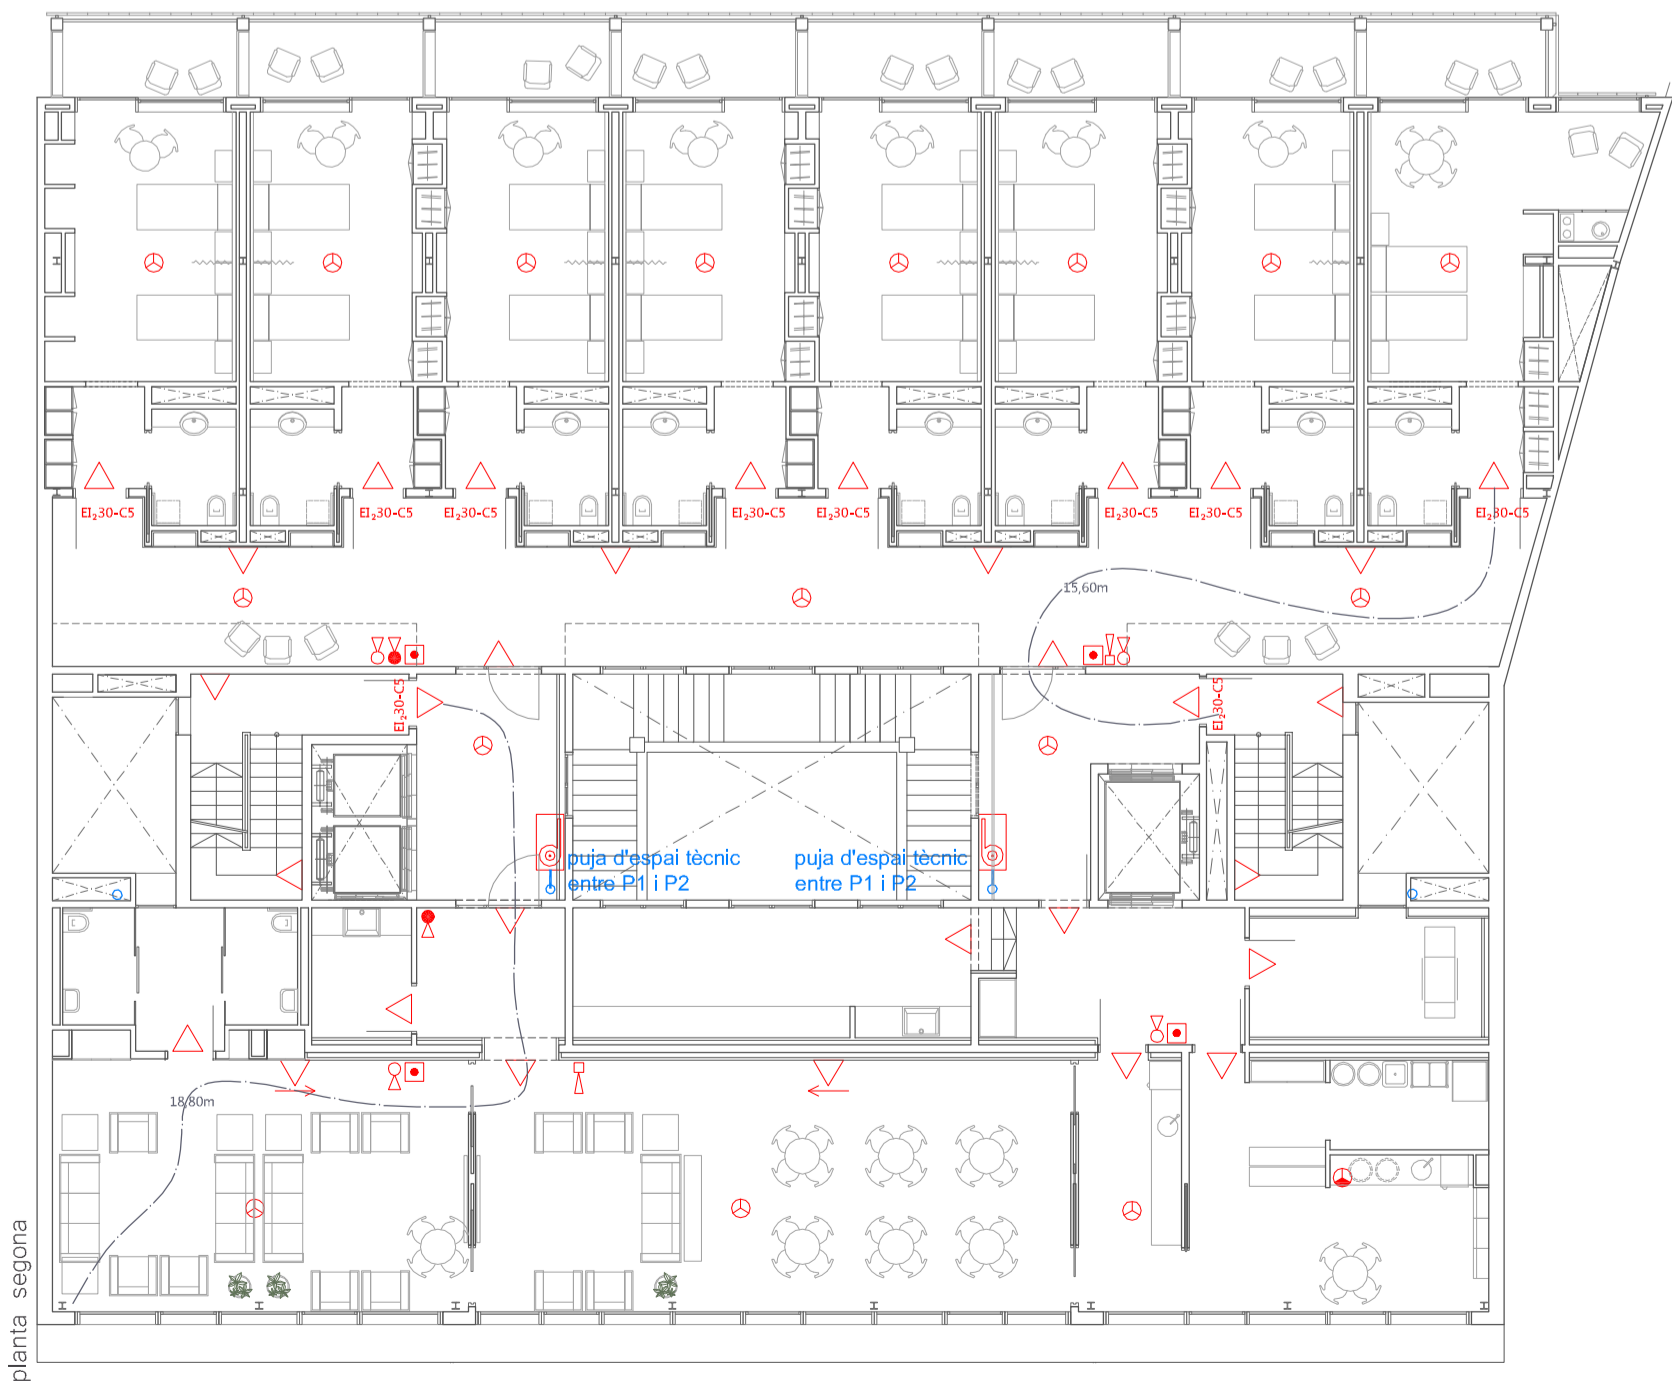 EI₂30-C5
EI₂30-C5
EI₂30-C5
EI₂30-C5
EI₂30-C5
EI₂30-C5
EI₂30-C5
EI₂30-C5
15,60m
EI₂30-C5
EI₂30-C5
puja d'espai tècnic
entre P1 i P2
puja d'espai tècnic
entre P1 i P2
18,80m
planta segona